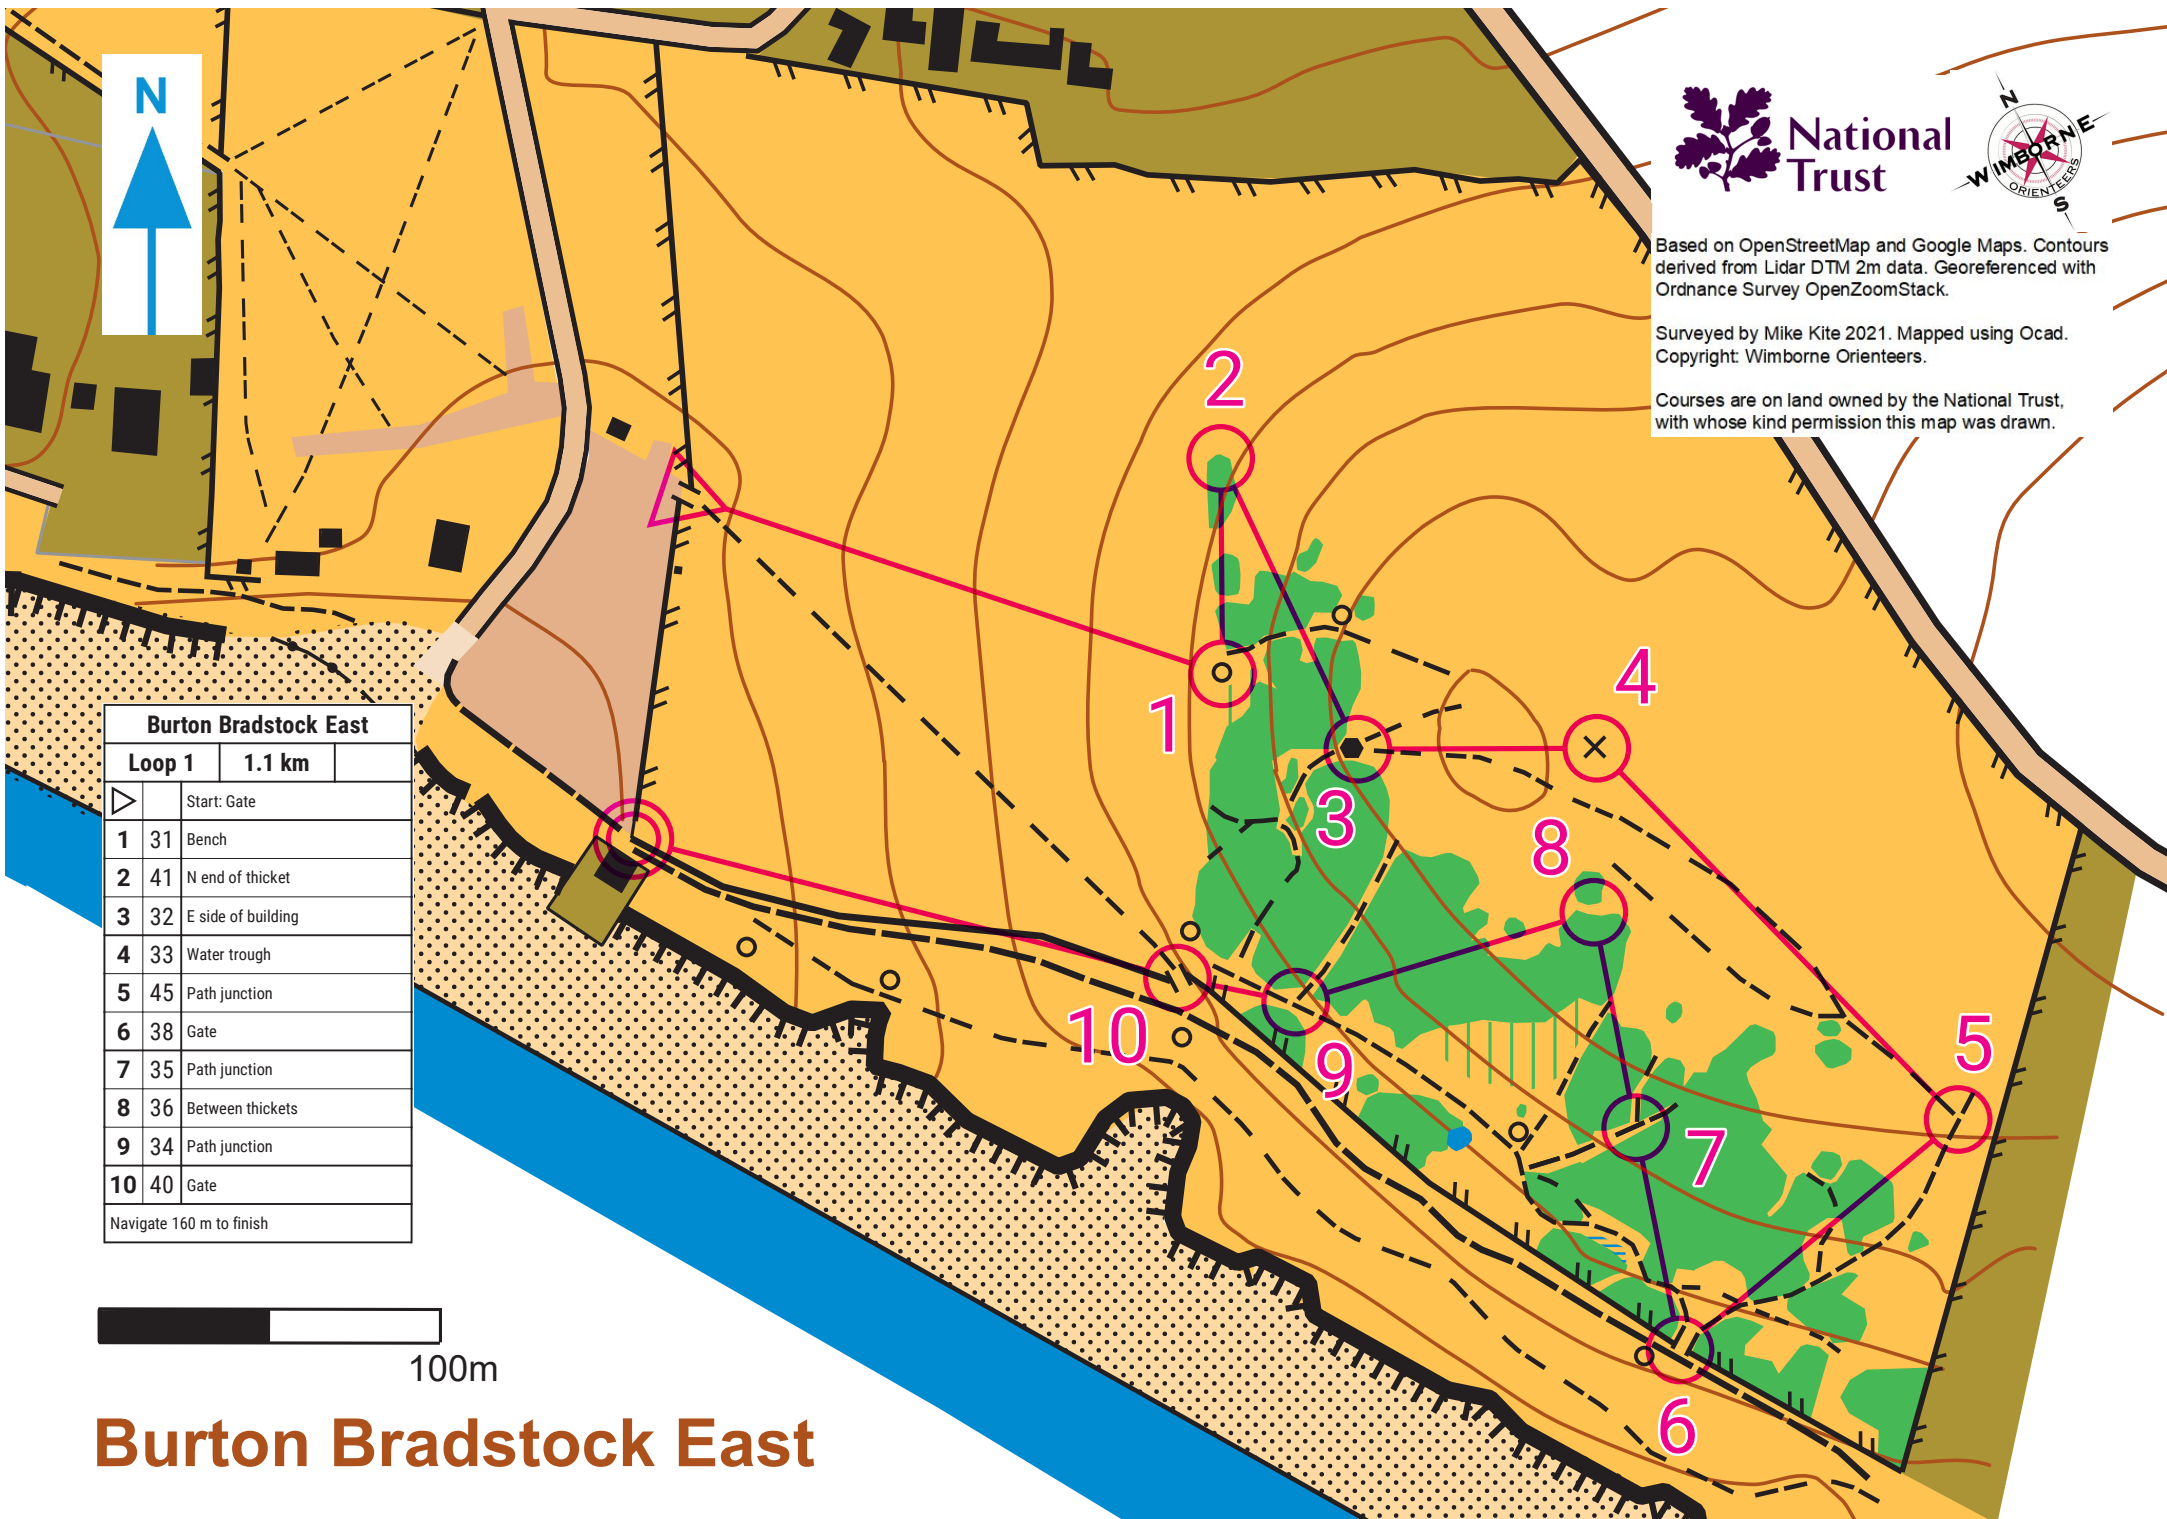 N
National
Trust
N
WIMBORNE
ORIENTEERS
S
Based on OpenStreetMap and Google Maps. Contours
derived from Lidar DTM 2m data. Georeferenced with
Ordnance Survey OpenZoomStack.
Surveyed by Mike Kite 2021. Mapped using Ocad.
Copyright: Wimborne Orienteers.
Courses are on land owned by the National Trust,
with whose kind permission this map was drawn.
2
4
1
3
8
10
9
5
7
6
Burton Bradstock East
Loop 1 1.1 km
Start: Gate
1 31 Bench
2 41 N end of thicket
3 32 E side of building
4 33 Water trough
5 45 Path junction
6 38 Gate
7 35 Path junction
8 36 Between thickets
9 34 Path junction
10 40 Gate
Navigate 160 m to finish
100m
Burton Bradstock East